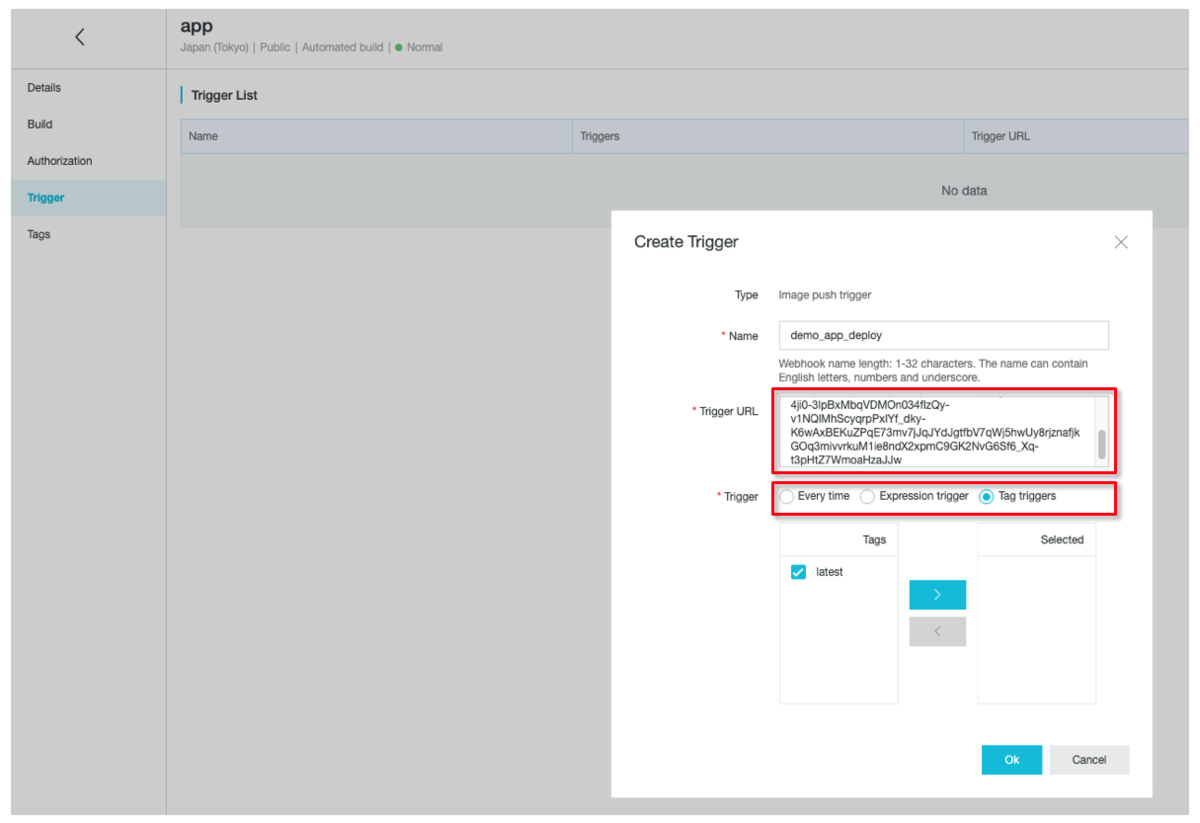 app
Japan (Tokyo) | Public | Automated build | Normal
Details
Build
Authorization
Trigger
Tags
Trigger List
Name Triggers Trigger URL
No data
Create Trigger
Type Image push trigger
* Name demo_app_deploy
Webhook name length: 1-32 characters. The name can contain
English letters, numbers and underscore.
* Trigger URL
4ji0-3lpBxMbqVDMOn034flzQy-
v1NQlMhScyqrpPxlYf_dky-
K6wAxBEKuZPqE73mv7jJqJYdJgtfbV7qWj5hwUy8rjznafjk
GOq3mivvrkuM1ie8ndX2xpmC9GK2NvG6Sf6_Xq-
t3pHtZ7WmoaHzaJJw
* Trigger Every time Expression trigger Tag triggers
Tags Selected
latest
Ok Cancel